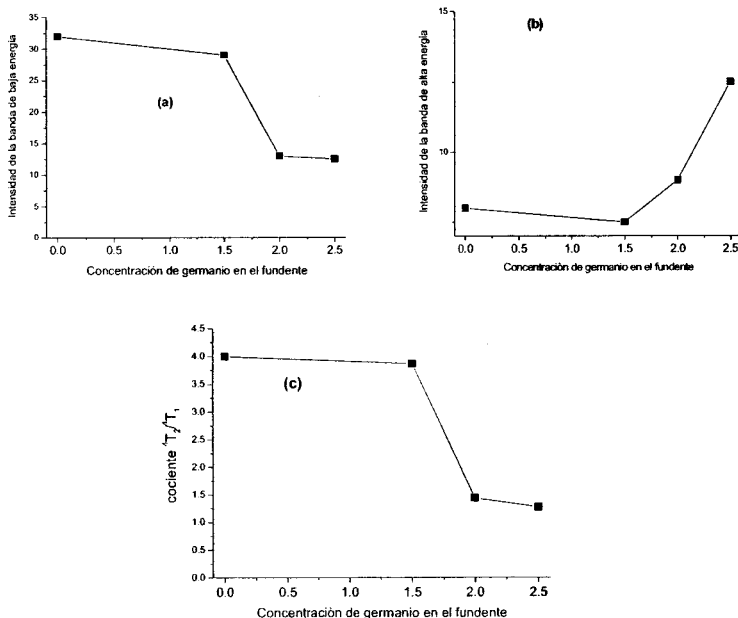 Intensidad de la banda de baja energía
35
30
25
20
15
10
5
0
(a)
0.0 0.5 1.0 1.5 2.0 2.5
Concentración de germanio en el fundente
Intensidad de la banda de alta energía
15
10
(b)
0.0 0.5 1.0 1.5 2.0 2.5
Concentración de germanio en el fundente
cociente ⁴T₂/⁴T₁
4.5
4.0
3.5
3.0
2.5
2.0
1.5
1.0
0.5
0.0
(c)
0.0 0.5 1.0 1.5 2.0 2.5
Concentración de germanio en el fundente